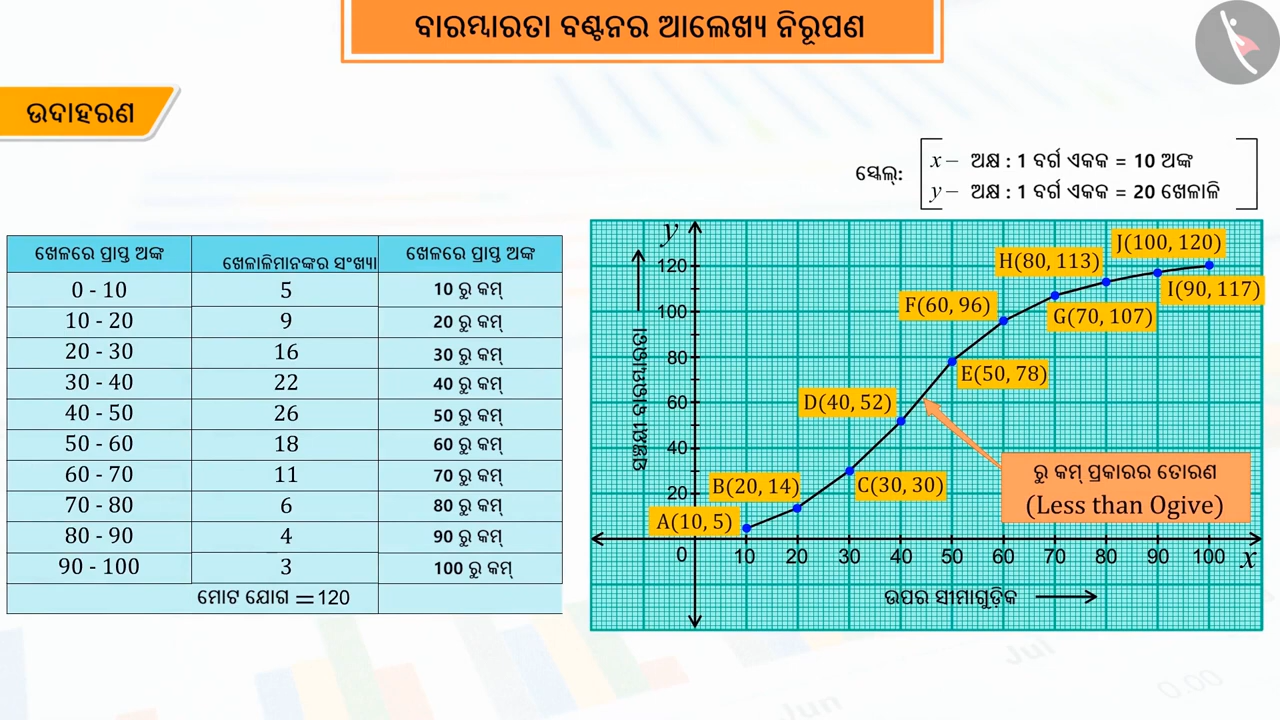 ବାରମ୍ବାରତା ବଣ୍ଟନର ଆଲେଖ୍ୟ ନିରୂପଣ
ଉଦାହରଣ
ସ୍କେଲ୍:
x – ଅକ୍ଷ : 1 ବର୍ଗ ଏକକ = 10 ଅଙ୍କ
y – ଅକ୍ଷ : 1 ବର୍ଗ ଏକକ = 20 ଖେଳାଳି
ଖେଳରେ ପ୍ରାପ୍ତ ଅଙ୍କ ଖେଳାଳିମାନଙ୍କର ସଂଖ୍ୟା ଖେଳରେ ପ୍ରାପ୍ତ ଅଙ୍କ
0 - 10 5 10 ରୁ କମ୍
10 - 20 9 20 ରୁ କମ୍
20 - 30 16 30 ରୁ କମ୍
30 - 40 22 40 ରୁ କମ୍
40 - 50 26 50 ରୁ କମ୍
50 - 60 18 60 ରୁ କମ୍
60 - 70 11 70 ରୁ କମ୍
70 - 80 6 80 ରୁ କମ୍
80 - 90 4 90 ରୁ କମ୍
90 - 100 3 100 ରୁ କମ୍
ମୋଟ ଯୋଗ = 120
y
120
100
80
60
40
20
J(100, 120)
H(80, 113)
I(90, 117)
F(60, 96)
G(70, 107)
E(50, 78)
D(40, 52)
B(20, 14)
C(30, 30)
A(10, 5)
ରୁ କମ୍ ପ୍ରକାରର ତୋରଣ
(Less than Ogive)
0 10 20 30 40 50 60 70 80 90 100 x
ଉପର ସୀମାଗୁଡ଼ିକ
Jun
Jul
0.00